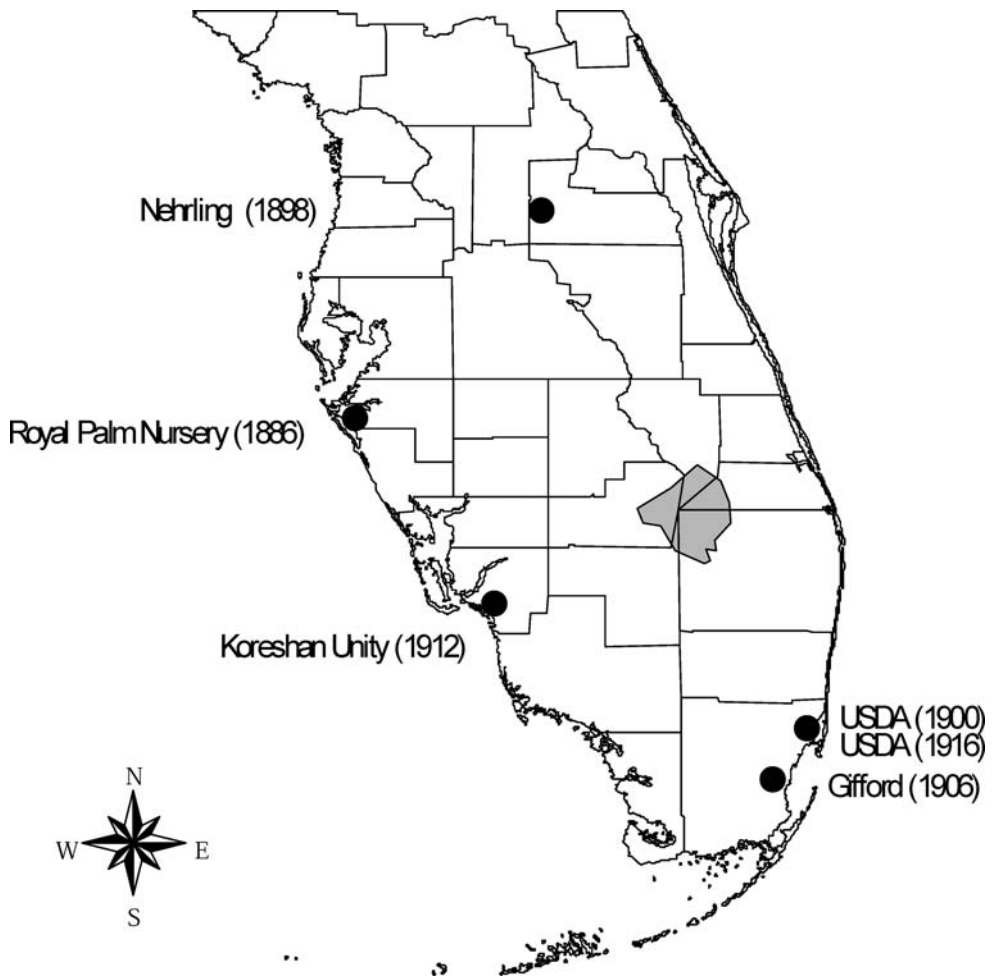 Nehrling (1898)
Royal Palm Nursery (1886)
Koreshan Unity (1912)
USDA (1900)
USDA (1916)
Gifford (1906)
N
W E
S